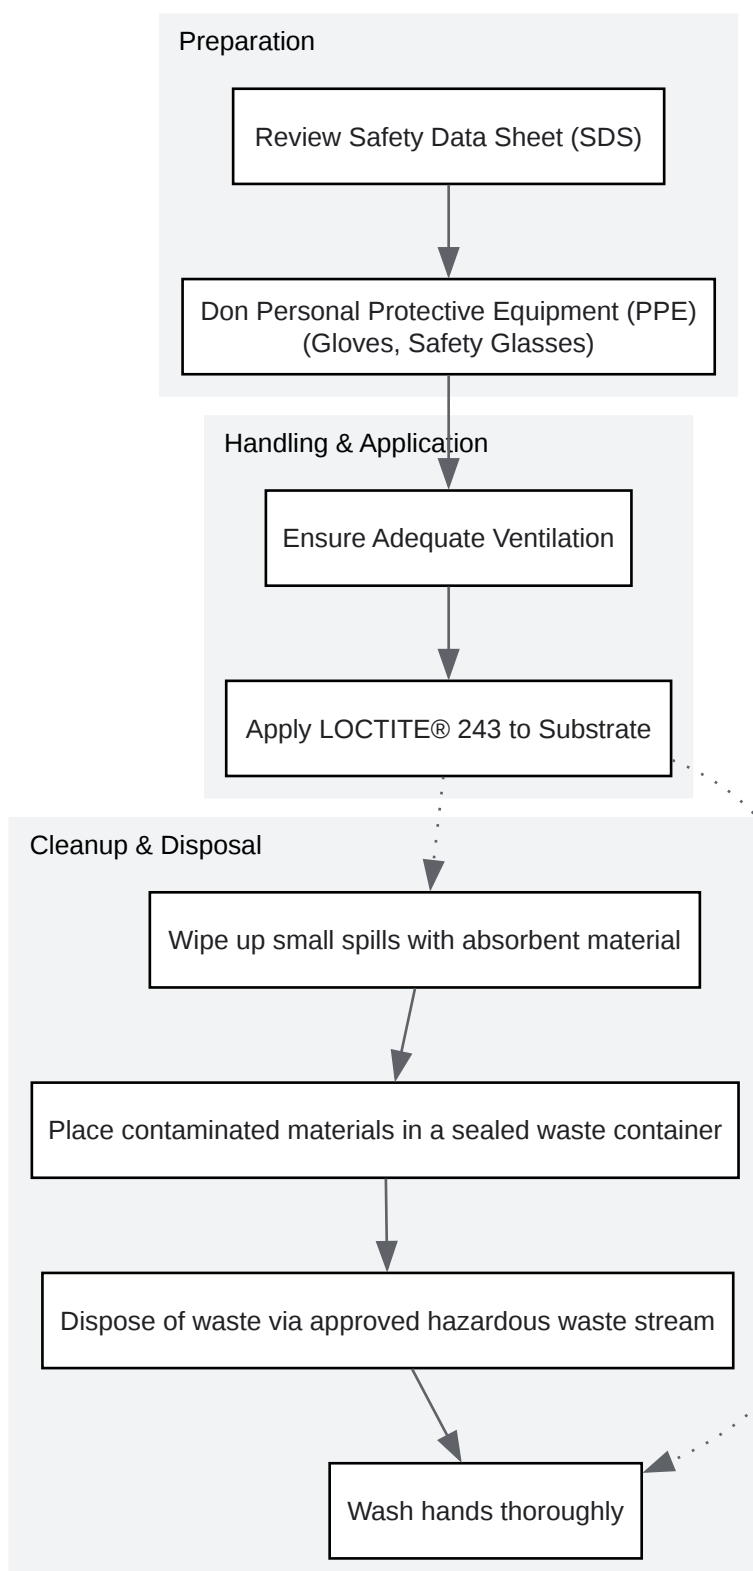 Preparation
Review Safety Data Sheet (SDS)
Don Personal Protective Equipment (PPE)
(Gloves, Safety Glasses)
Handling & Application
Ensure Adequate Ventilation
Apply LOCTITE® 243 to Substrate
Cleanup & Disposal
Wipe up small spills with absorbent material
Place contaminated materials in a sealed waste container
Dispose of waste via approved hazardous waste stream
Wash hands thoroughly